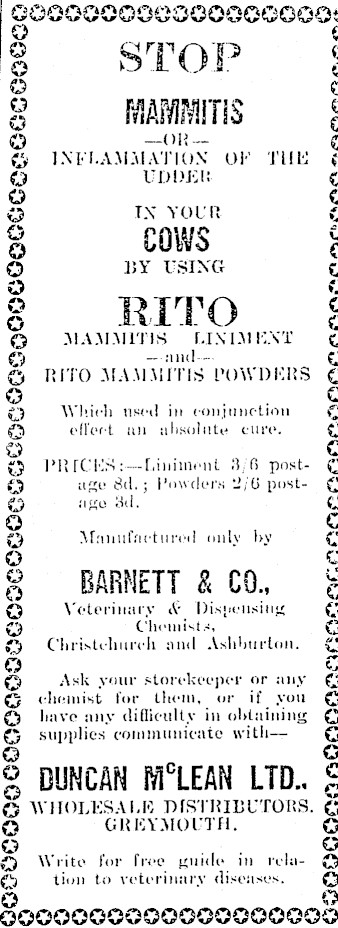 STOP
MAMMITIS
—OR—
INFLAMMATION OF THE
UDDER
IN YOUR
COWS
BY USING
RITO
MAMMITIS LINIMENT
—and—
RITO MAMMITIS POWDERS
Which used in conjunction
effect an absolute cure.
PRICES:—Liniment 3/6 post-
age 8d.; Powders 2/6 post-
age 3d.
Manufactured only by
BARNETT & CO.,
Veterinary & Dispensing
Chemists,
Christchurch and Ashburton.
Ask your storekeeper or any
chemist for them, or if you
have any difficulty in obtaining
supplies communicate with—
DUNCAN McLEAN LTD.,
WHOLESALE DISTRIBUTORS.
GREYMOUTH.
Write for free guide in rela-
tion to veterinary diseases.